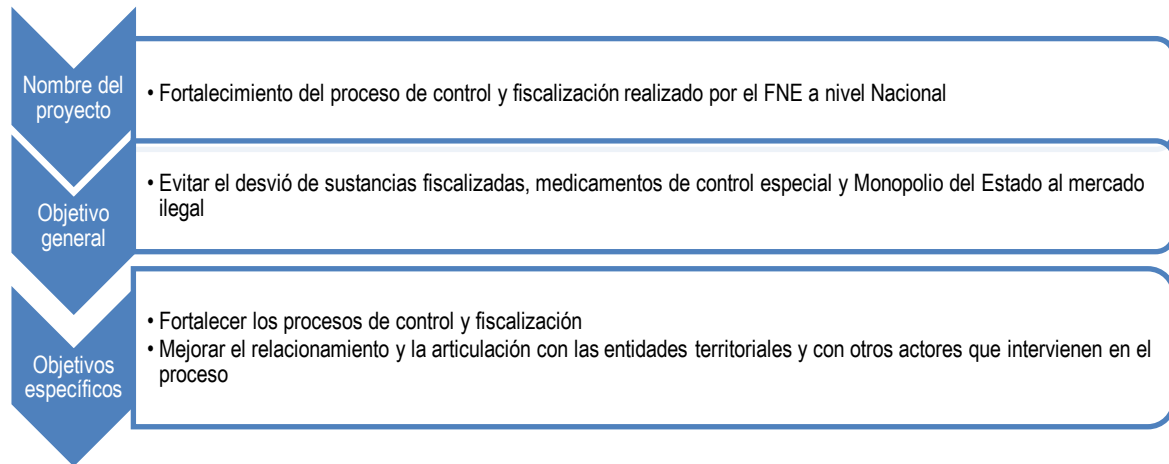 Nombre del
proyecto
• Fortalecimiento del proceso de control y fiscalización realizado por el FNE a nivel Nacional
Objetivo
general
• Evitar el desvió de sustancias fiscalizadas, medicamentos de control especial y Monopolio del Estado al mercado
ilegal
Objetivos
específicos
• Fortalecer los procesos de control y fiscalización
• Mejorar el relacionamiento y la articulación con las entidades territoriales y con otros actores que intervienen en el
proceso